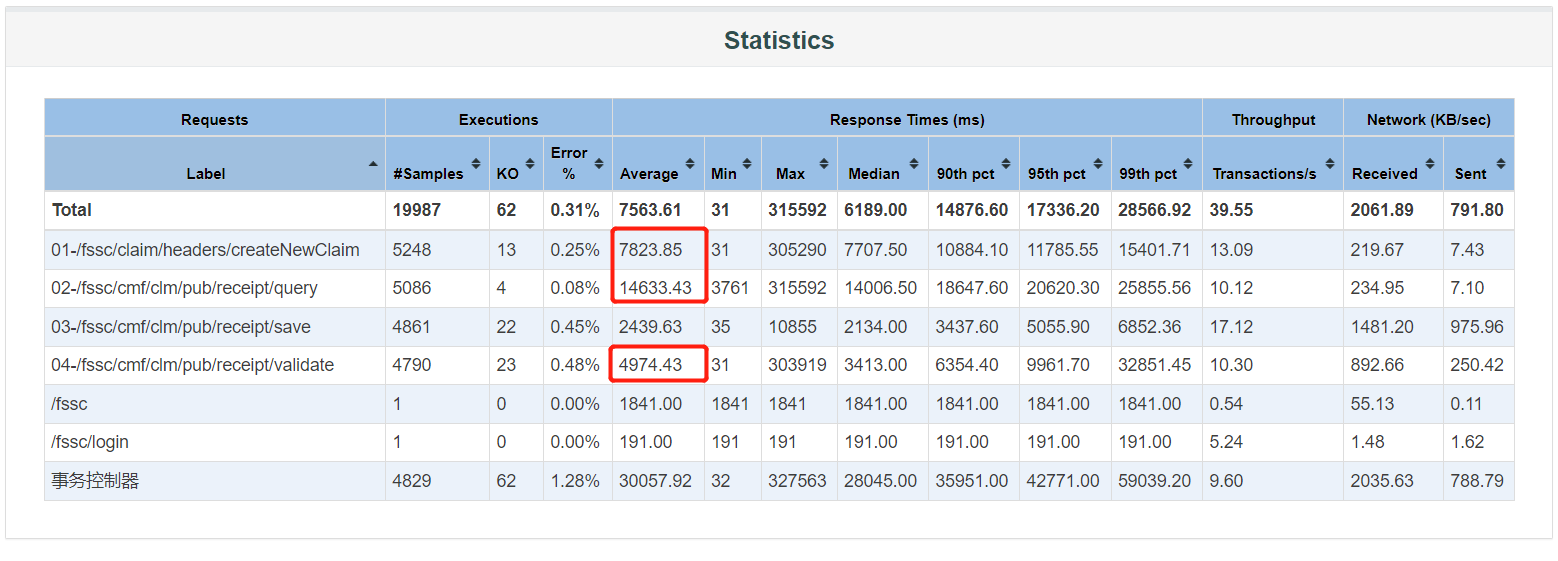 Statistics
Requests Executions Response Times (ms) Throughput Network (KB/sec)
Label #Samples KO Error % Average Min Max Median 90th pct 95th pct 99th pct Transactions/s Received Sent
Total 19987 62 0.31% 7563.61 31 315592 6189.00 14876.60 17336.20 28566.92 39.55 2061.89 791.80
01-/fssc/claim/headers/createNewClaim 5248 13 0.25% 7823.85 31 305290 7707.50 10884.10 11785.55 15401.71 13.09 219.67 7.43
02-/fssc/cmf/clm/pub/receipt/query 5086 4 0.08% 14633.43 3761 315592 14006.50 18647.60 20620.30 25855.56 10.12 234.95 7.10
03-/fssc/cmf/clm/pub/receipt/save 4861 22 0.45% 2439.63 35 10855 2134.00 3437.60 5055.90 6852.36 17.12 1481.20 975.96
04-/fssc/cmf/clm/pub/receipt/validate 4790 23 0.48% 4974.43 31 303919 3413.00 6354.40 9961.70 32851.45 10.30 892.66 250.42
/fssc 1 0 0.00% 1841.00 1841 1841 1841.00 1841.00 1841.00 1841.00 0.54 55.13 0.11
/fssc/login 1 0 0.00% 191.00 191 191 191.00 191.00 191.00 191.00 5.24 1.48 1.62
事务控制器 4829 62 1.28% 30057.92 32 327563 28045.00 35951.00 42771.00 59039.20 9.60 2035.63 788.79